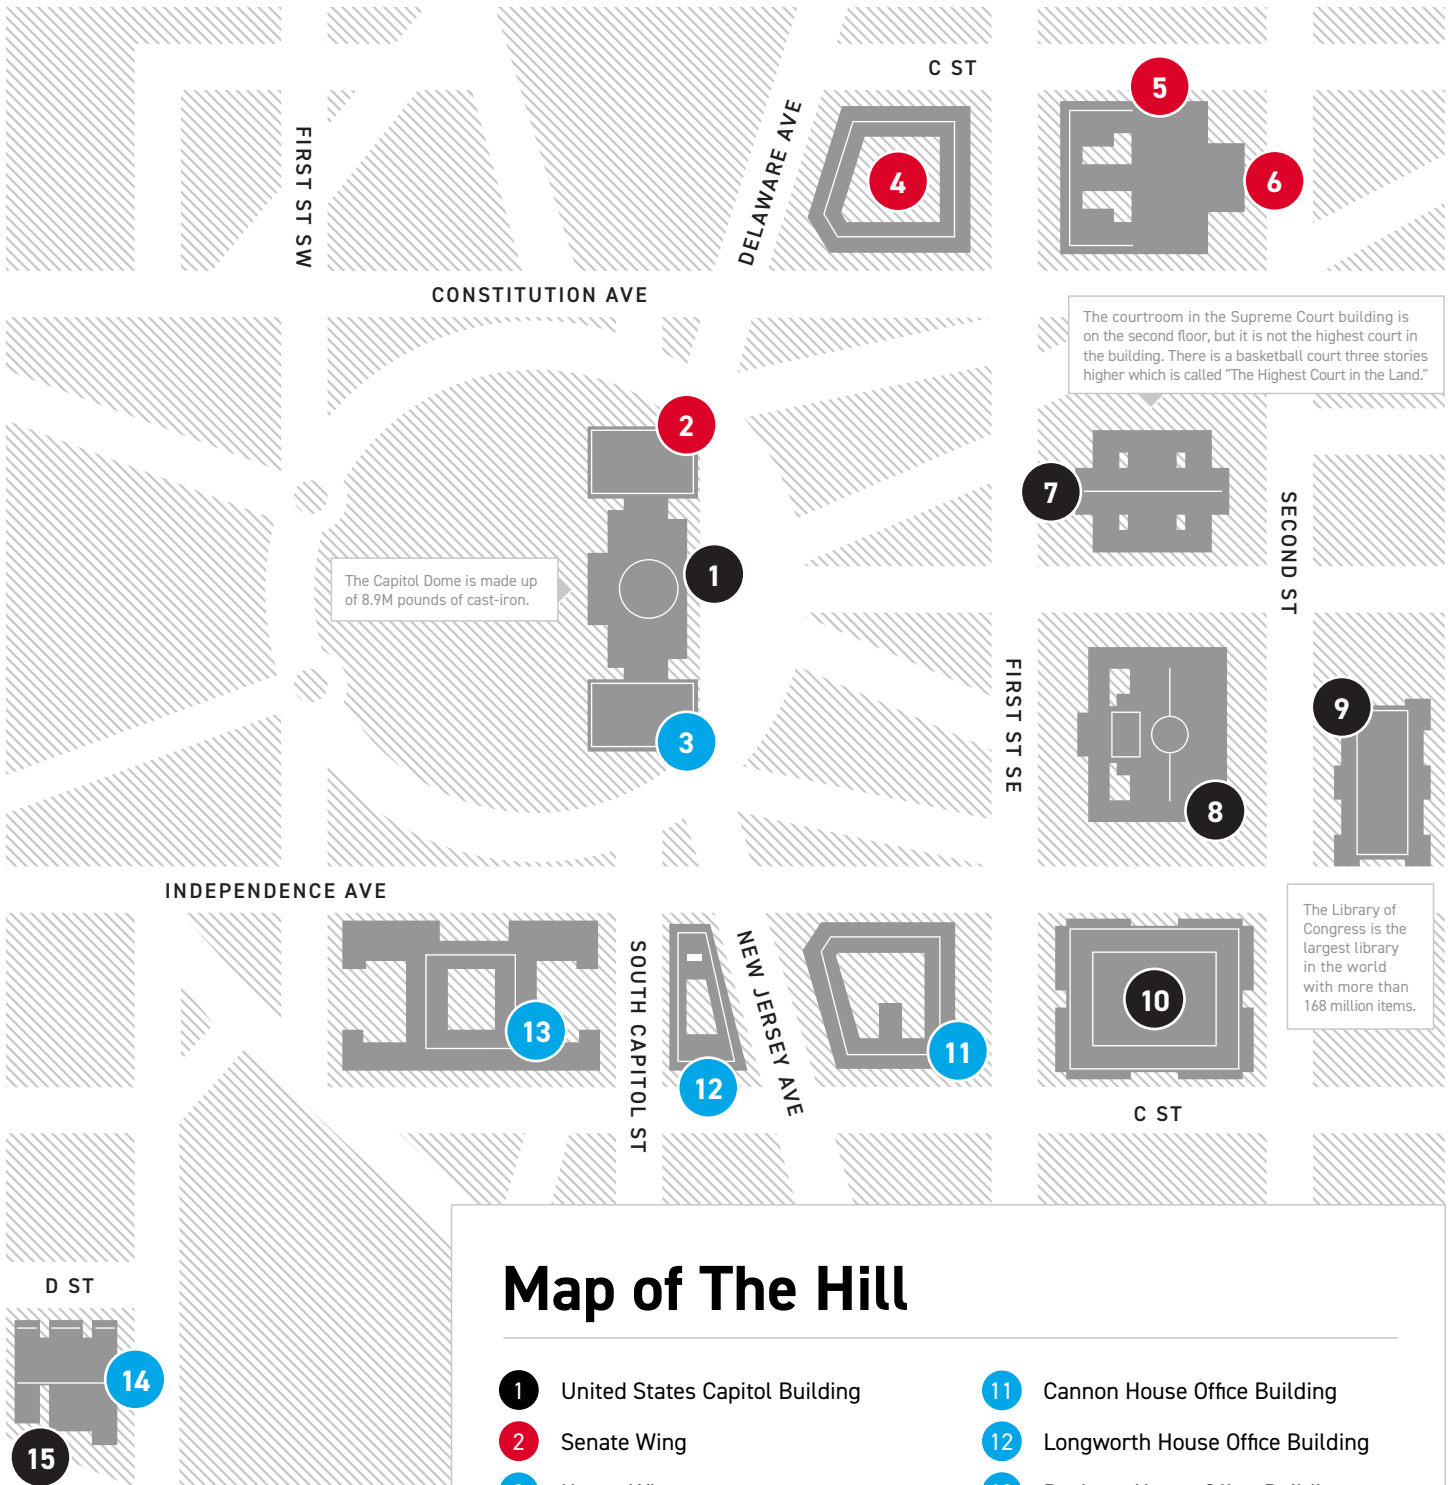 C ST
5
DELAWARE AVE
FIRST ST SW
4
6
CONSTITUTION AVE
The courtroom in the Supreme Court building is
on the second floor, but it is not the highest court in
the building. There is a basketball court three stories
higher which is called "The Highest Court in the Land."
2
7
SECOND ST
1
The Capitol Dome is made up
of 8.9M pounds of cast-iron.
FIRST ST SE
9
3
8
INDEPENDENCE AVE
The Library of
Congress is the
largest library
in the world
with more than
168 million items.
SOUTH CAPITOL ST
NEW JERSEY AVE
10
13
11
12
C ST
D ST
14
15
Map of The Hill
1 United States Capitol Building
2 Senate Wing
11 Cannon House Office Building
12 Longworth House Office Building